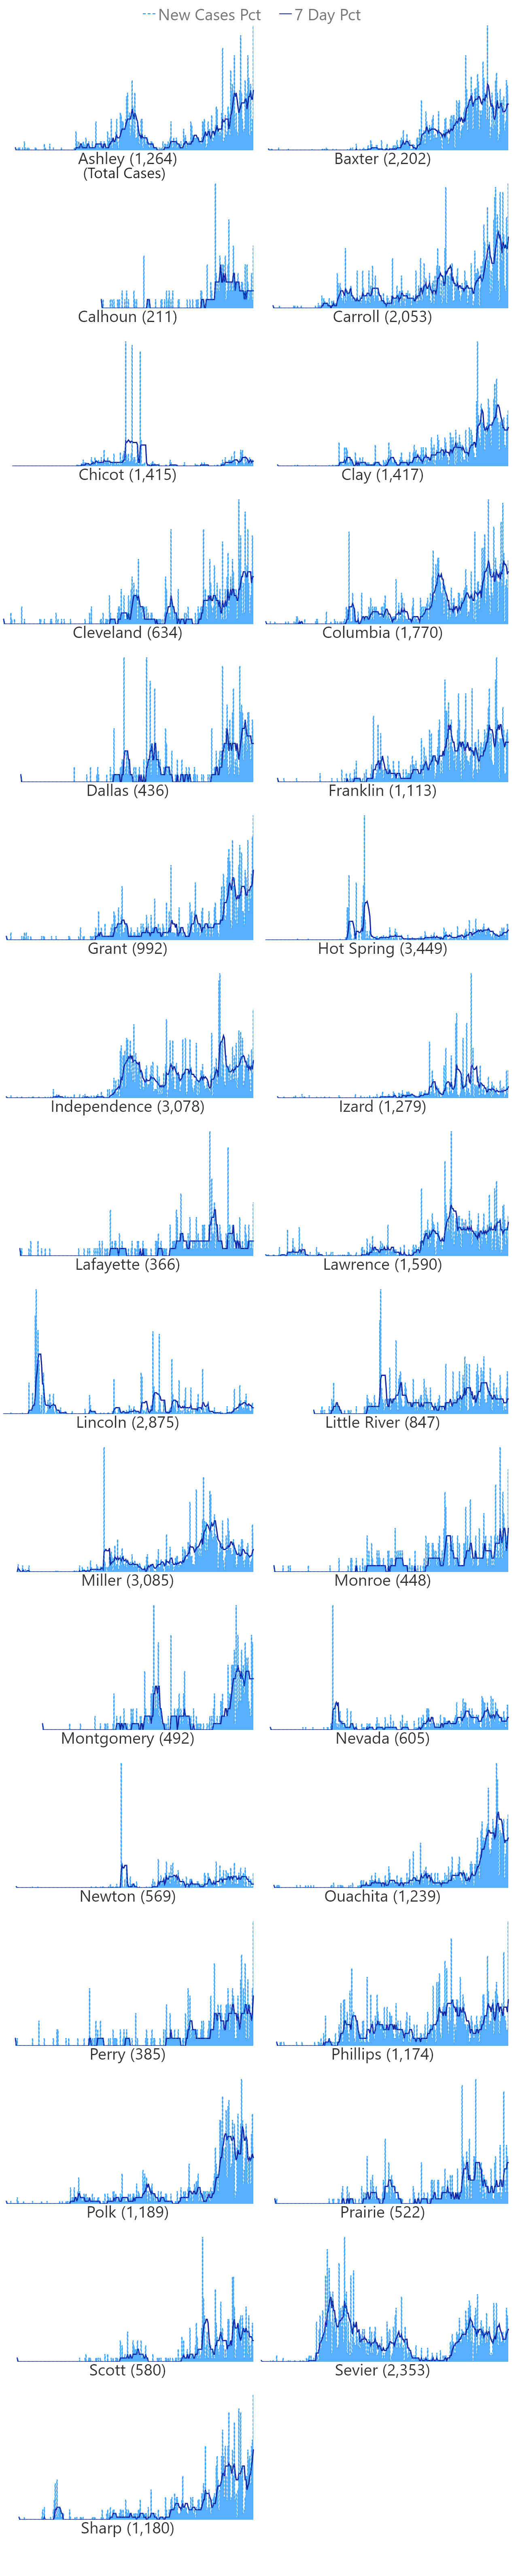 New Cases Pct 7 Day Pct
Ashley (1,264) Baxter (2,202)
(Total Cases)
Calhoun (211) Carroll (2,053)
Chicot (1,415) Clay (1,417)
Cleveland (634) Columbia (1,770)
Dallas (436) Franklin (1,113)
Grant (992) Hot Spring (3,449)
Independence (3,078) Izard (1,279)
Lafayette (366) Lawrence (1,590)
Lincoln (2,875) Little River (847)
Miller (3,085) Monroe (448)
Montgomery (492) Nevada (605)
Newton (569) Ouachita (1,239)
Perry (385) Phillips (1,174)
Polk (1,189) Prairie (522)
Scott (580) Sevier (2,353)
Sharp (1,180)